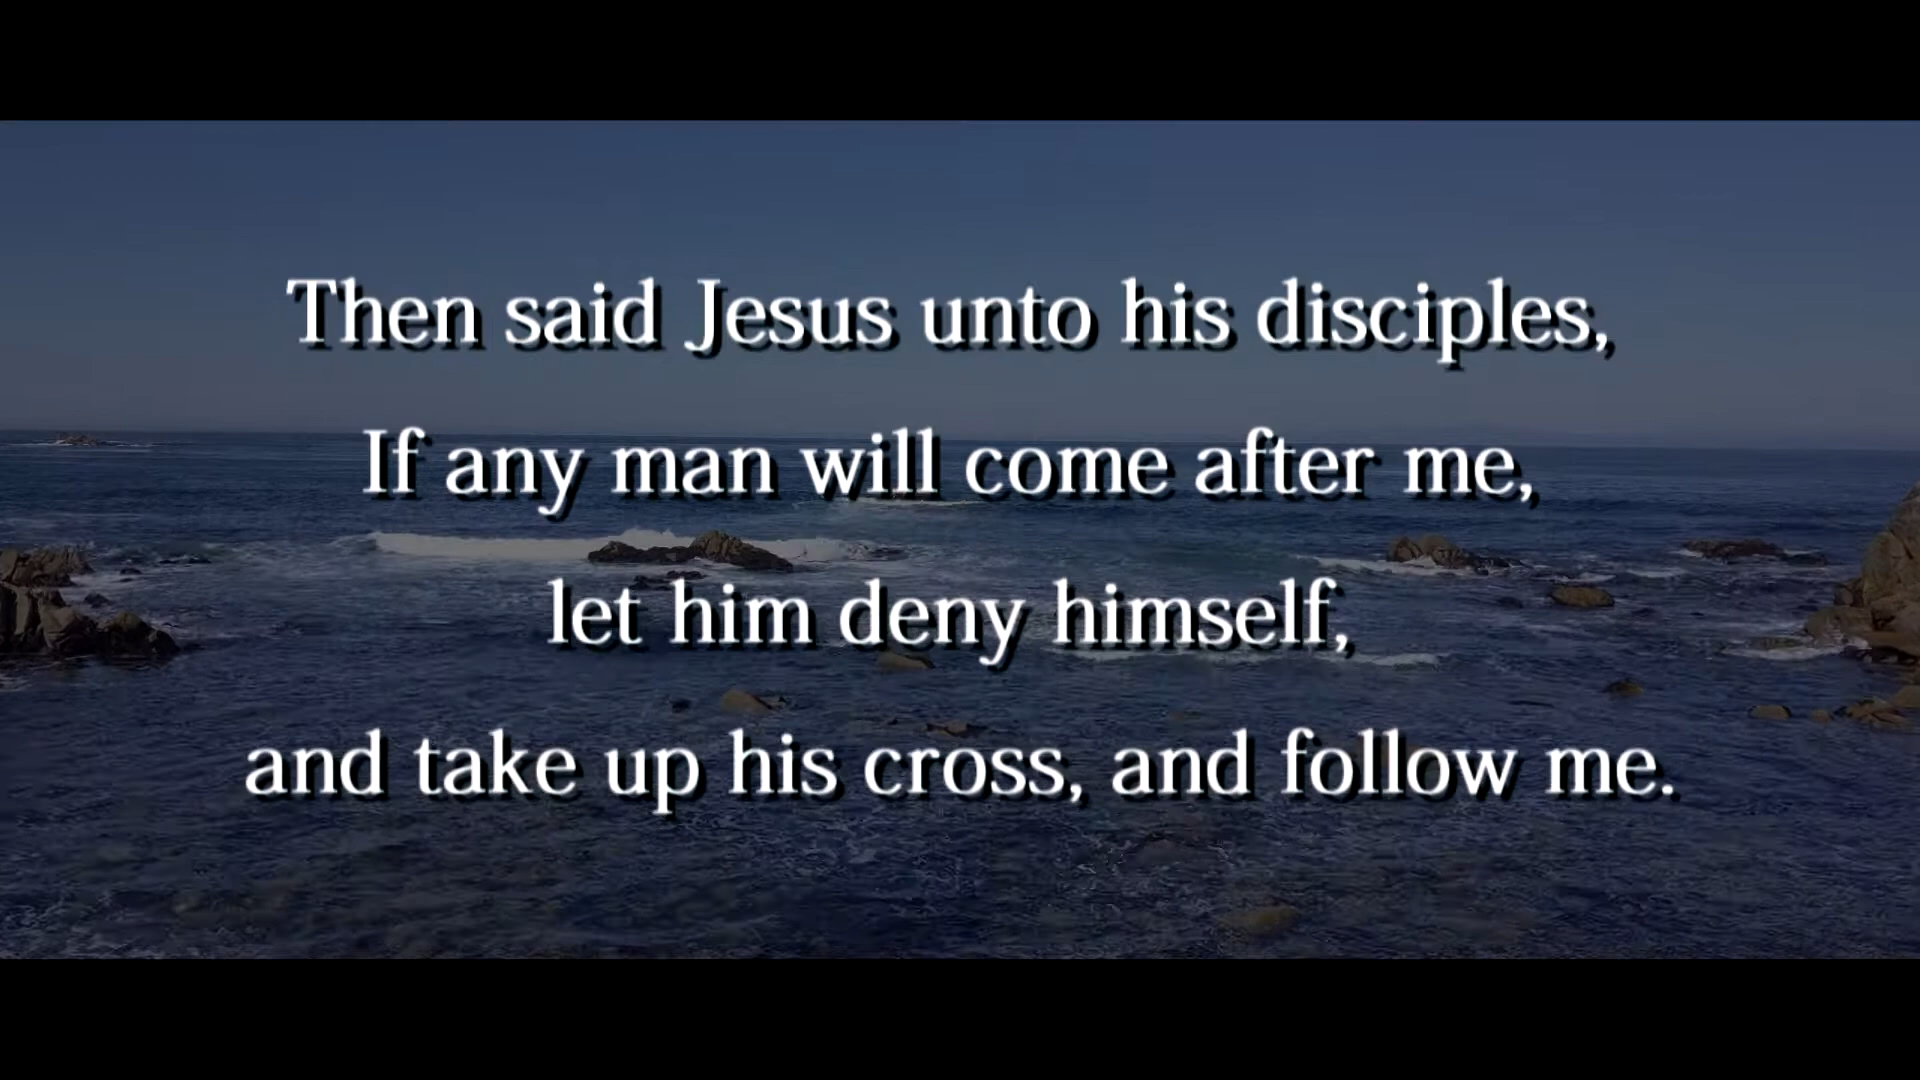 Then said Jesus unto his disciples,
If any man will come after me,
let him deny himself,
and take up his cross, and follow me.